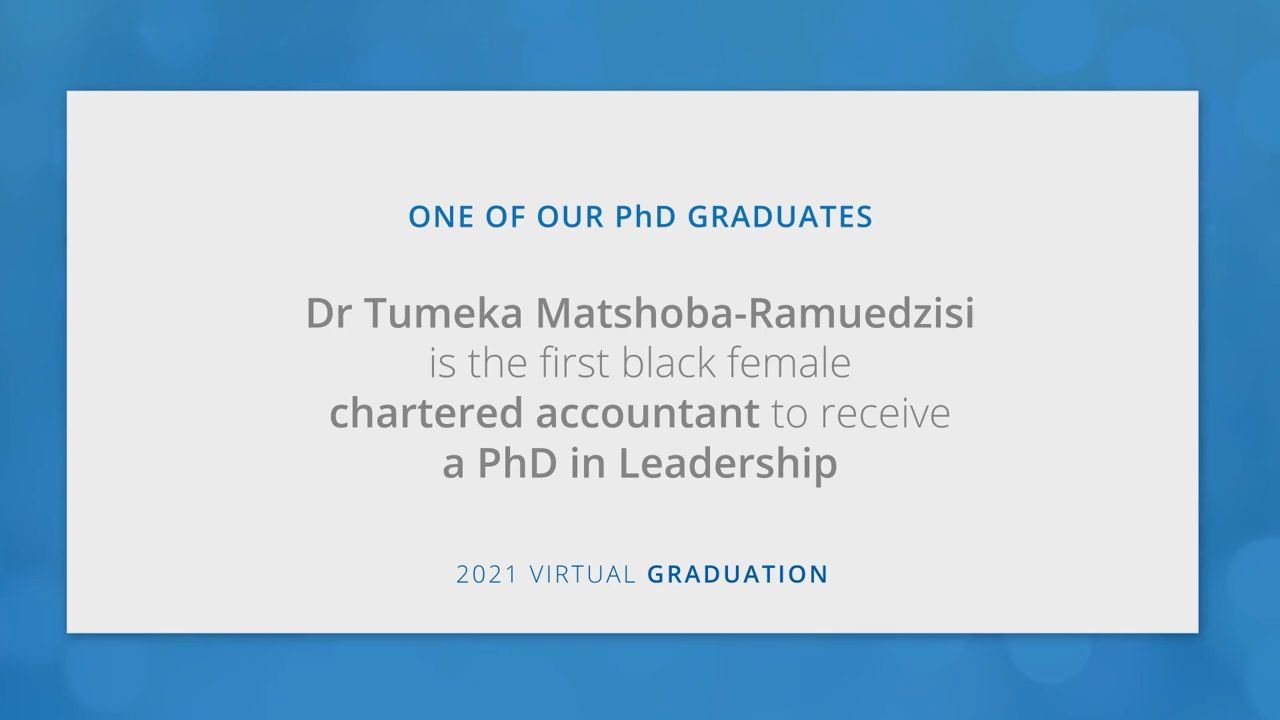 ONE OF OUR PhD GRADUATES
Dr Tumeka Matshoba-Ramuedzisi
is the first black female
chartered accountant to receive
a PhD in Leadership
2021 VIRTUAL GRADUATION